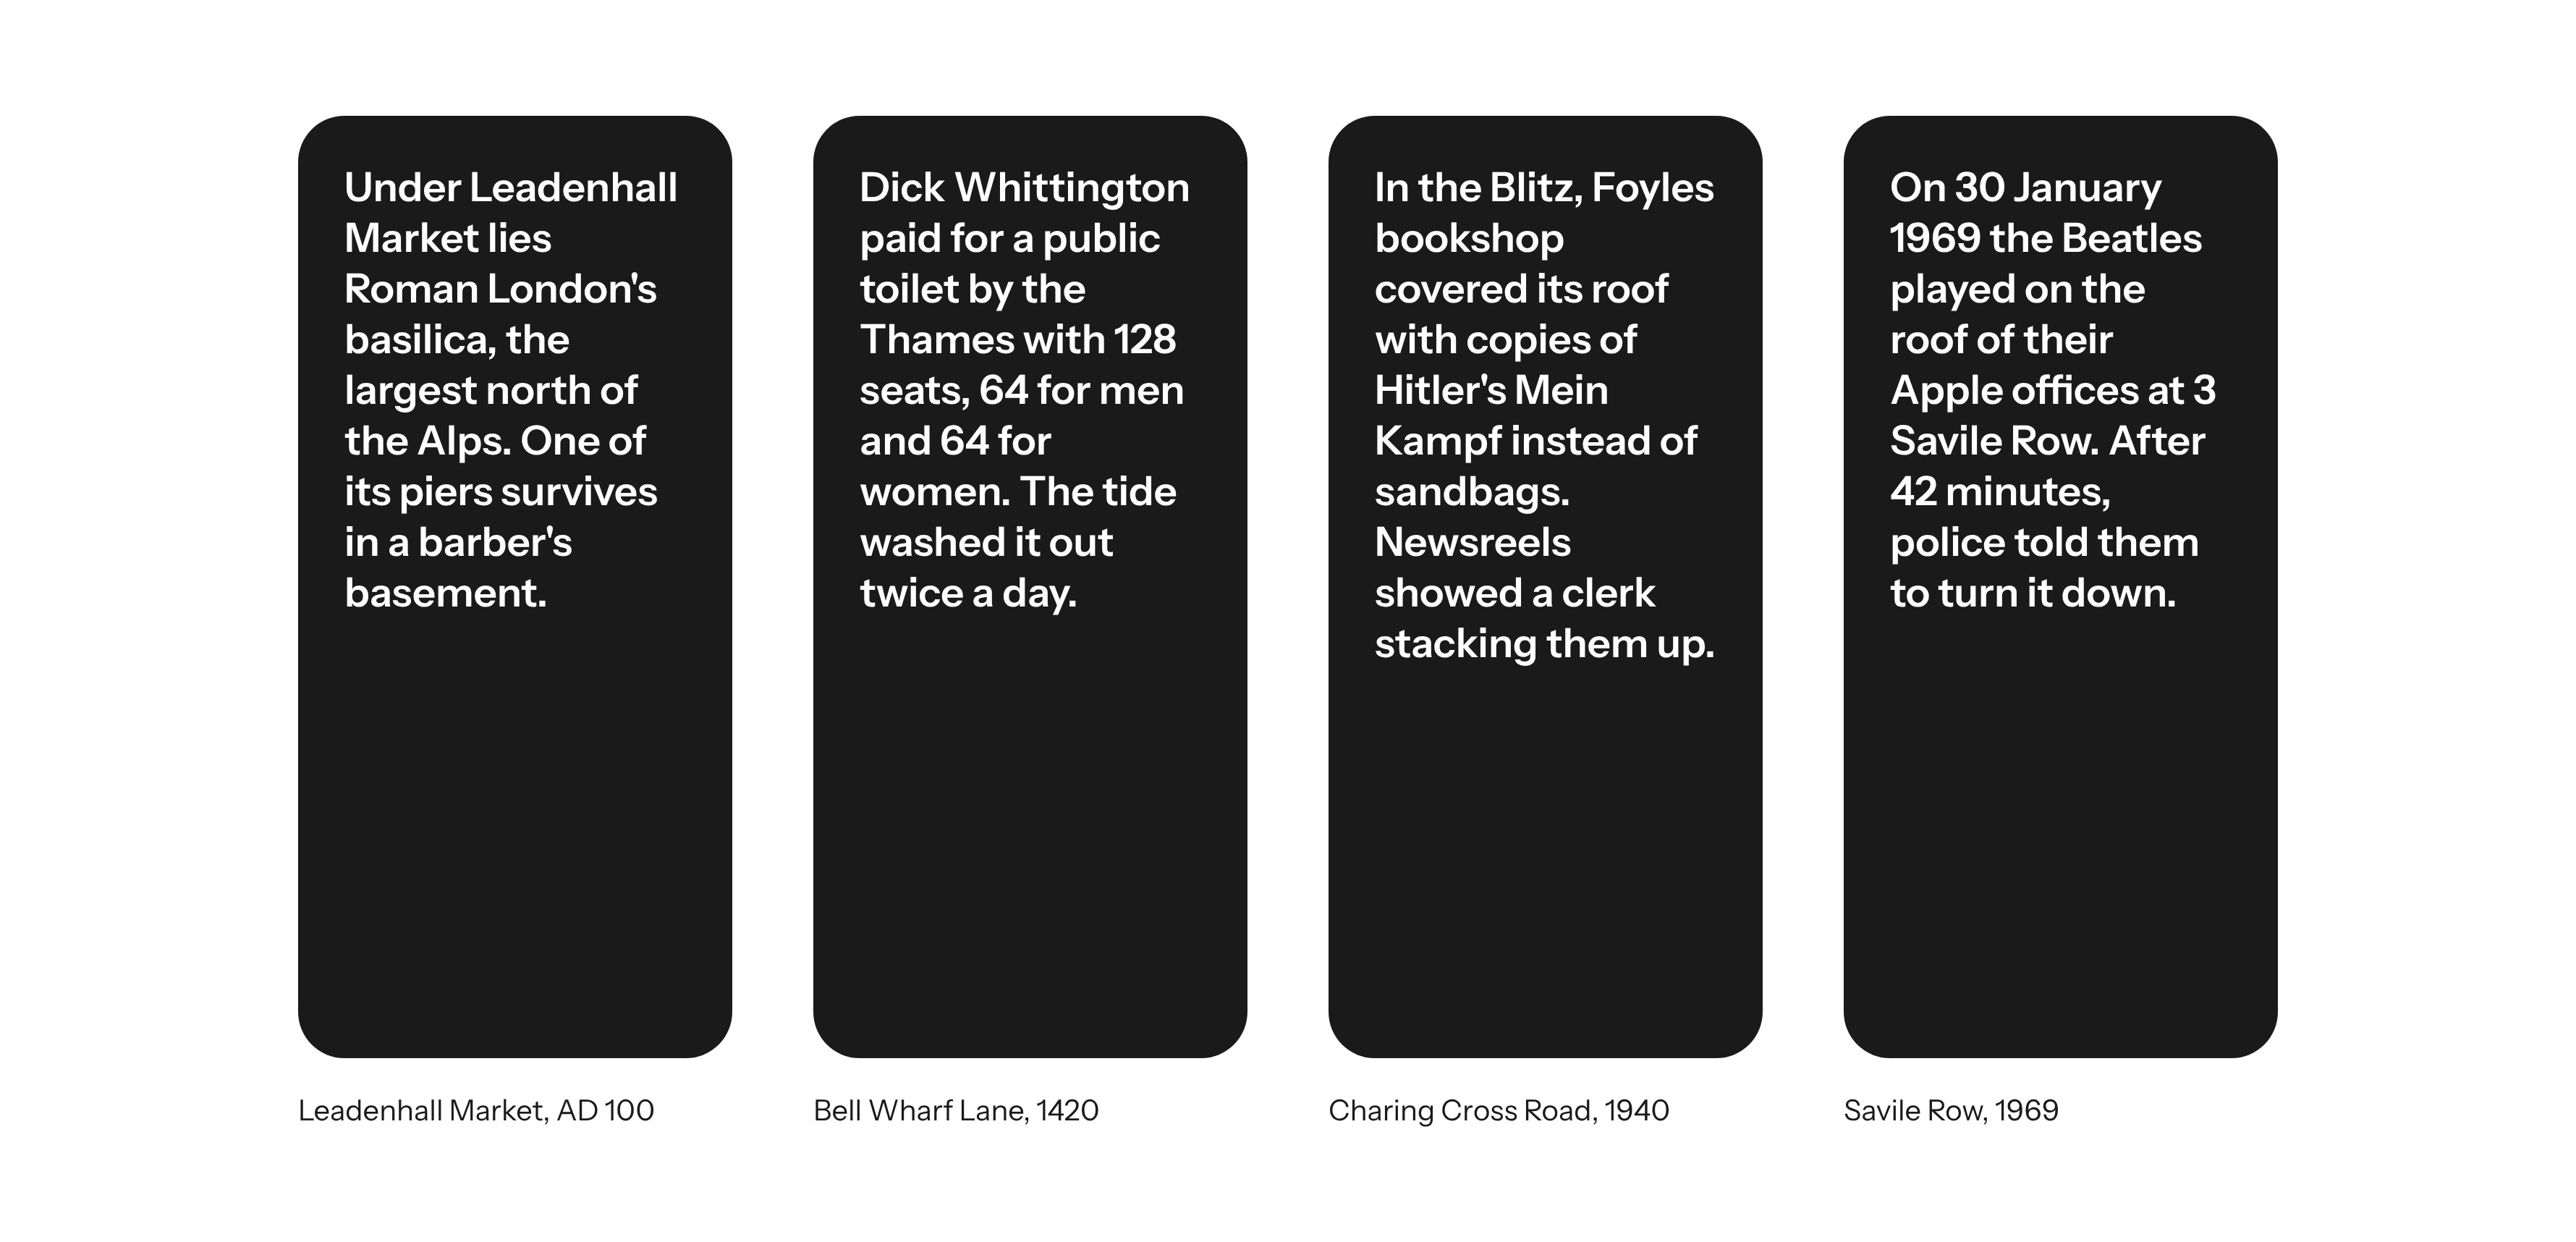 Under Leadenhall
Market lies
Roman London's
basilica, the
largest north of
the Alps. One of
its piers survives
in a barber's
basement.
Leadenhall Market, AD 100
Dick Whittington
paid for a public
toilet by the
Thames with 128
seats, 64 for men
and 64 for
women. The tide
washed it out
twice a day.
Bell Wharf Lane, 1420
In the Blitz, Foyles
bookshop
covered its roof
with copies of
Hitler's Mein
Kampf instead of
sandbags.
Newsreels
showed a clerk
stacking them up.
Charing Cross Road, 1940
On 30 January
1969 the Beatles
played on the
roof of their
Apple offices at 3
Savile Row. After
42 minutes,
police told them
to turn it down.
Savile Row, 1969